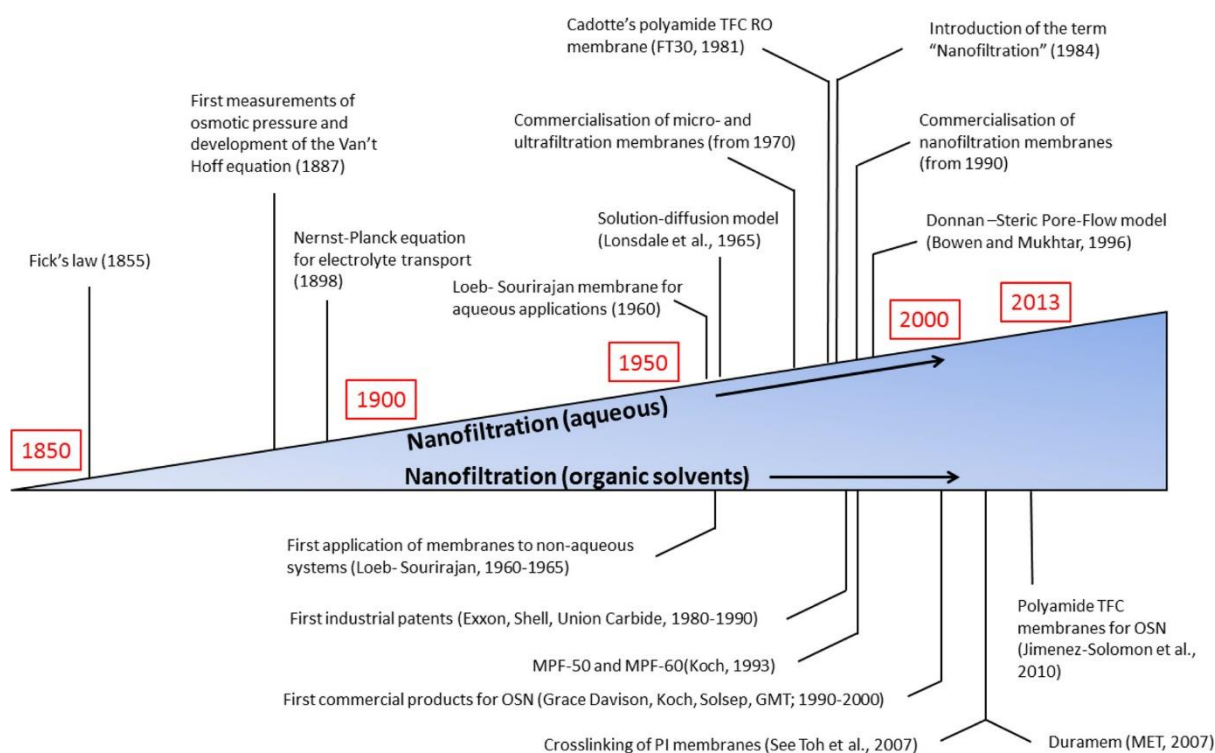 Cadotte's polyamide TFC RO
membrane (FT30, 1981)
Introduction of the term
"Nanofiltration" (1984)
First measurements of
osmotic pressure and
development of the Van't
Hoff equation (1887)
Commercialisation of micro- and
ultrafiltration membranes (from 1970)
Commercialisation of
nanofiltration membranes
(from 1990)
Solution-diffusion model
(Lonsdale et al., 1965)
Donnan –Steric Pore-Flow model
(Bowen and Mukhtar, 1996)
Fick's law (1855)
Nernst-Planck equation
for electrolyte transport
(1898)
Loeb- Sourirajan membrane for
aqueous applications (1960)
1850
1900
1950
2000
2013
Nanofiltration (aqueous)
Nanofiltration (organic solvents)
First application of membranes to non-aqueous
systems (Loeb- Sourirajan, 1960-1965)
First industrial patents (Exxon, Shell, Union Carbide, 1980-1990)
MPF-50 and MPF-60(Koch, 1993)
First commercial products for OSN (Grace Davison, Koch, Solsep, GMT; 1990-2000)
Crosslinking of PI membranes (See Toh et al., 2007)
Duramem (MET, 2007)
Polyamide TFC
membranes for OSN
(Jimenez-Solomon et al.,
2010)